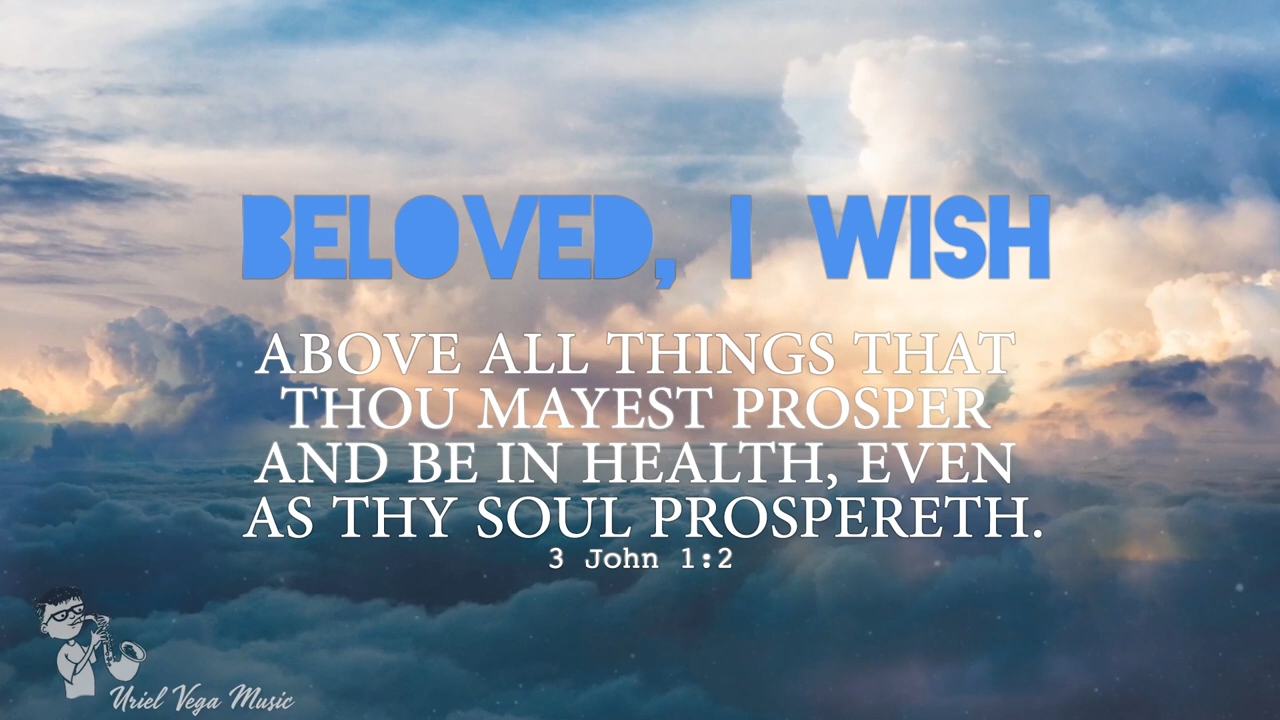 BELOVED, I WISH
ABOVE ALL THINGS THAT
THOU MAYEST PROSPER
AND BE IN HEALTH, EVEN
AS THY SOUL PROSPERETH.
3 John 1:2
Uriel Vega Music